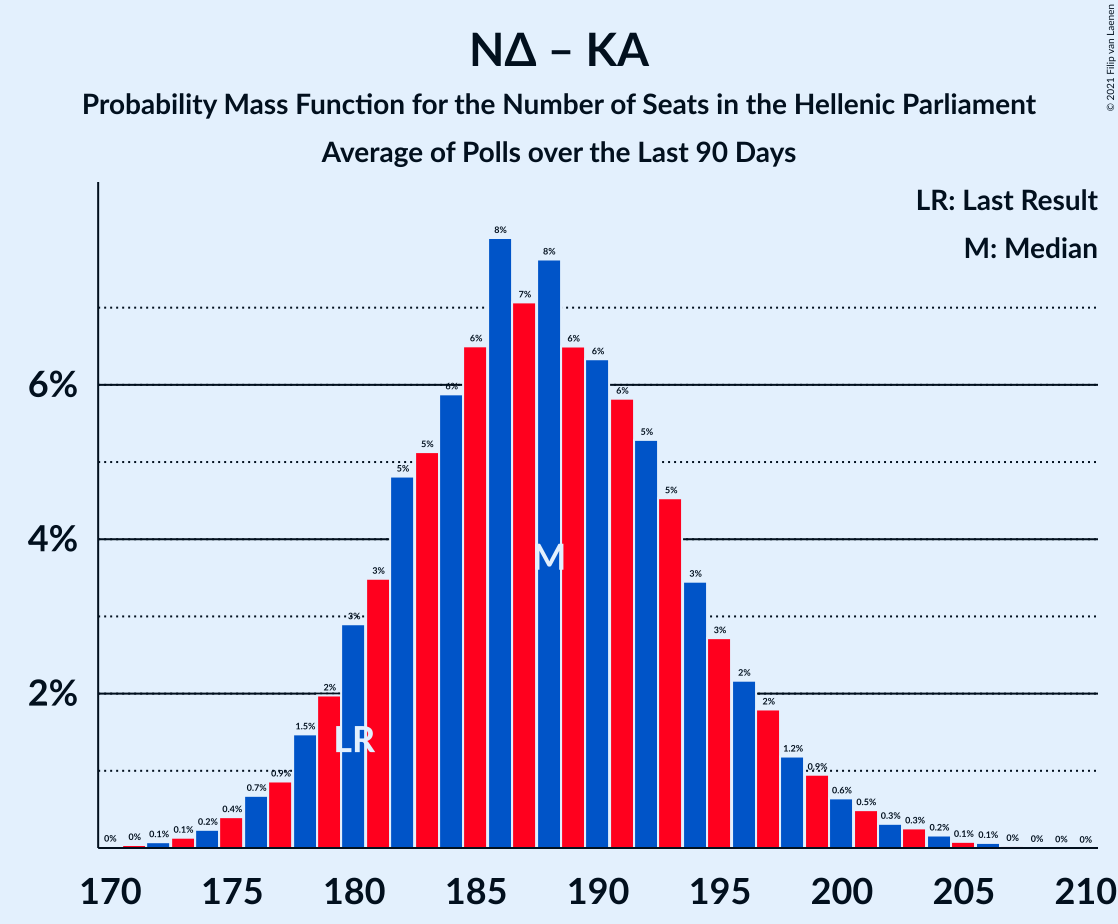 ΝΔ – ΚΑ
Probability Mass Function for the Number of Seats in the Hellenic Parliament
Average of Polls over the Last 90 Days
© 2021 Filip van Laenen
LR: Last Result
M: Median
6%
4%
2%
0% 0% 0.1% 0.1% 0.2% 0.4% 0.7% 0.9% 1.5% 2% 3% 3% 5% 5% 6% 6% 8% 7% 8% 6% 6% 6% 5% 5% 3% 3% 2% 2% 1.2% 0.9% 0.6% 0.5% 0.3% 0.3% 0.2% 0.1% 0.1% 0% 0% 0% 0%
M
LR
170 175 180 185 190 195 200 205 210